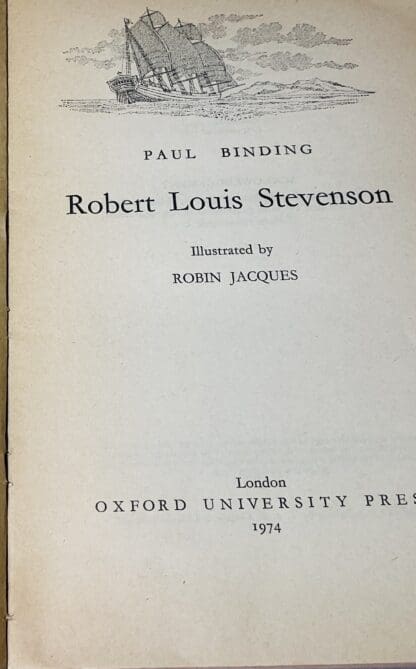 PAUL BINDING
Robert Louis Stevenson
Illustrated by
ROBIN JACQUES
London
OXFORD UNIVERSITY PRES
1974